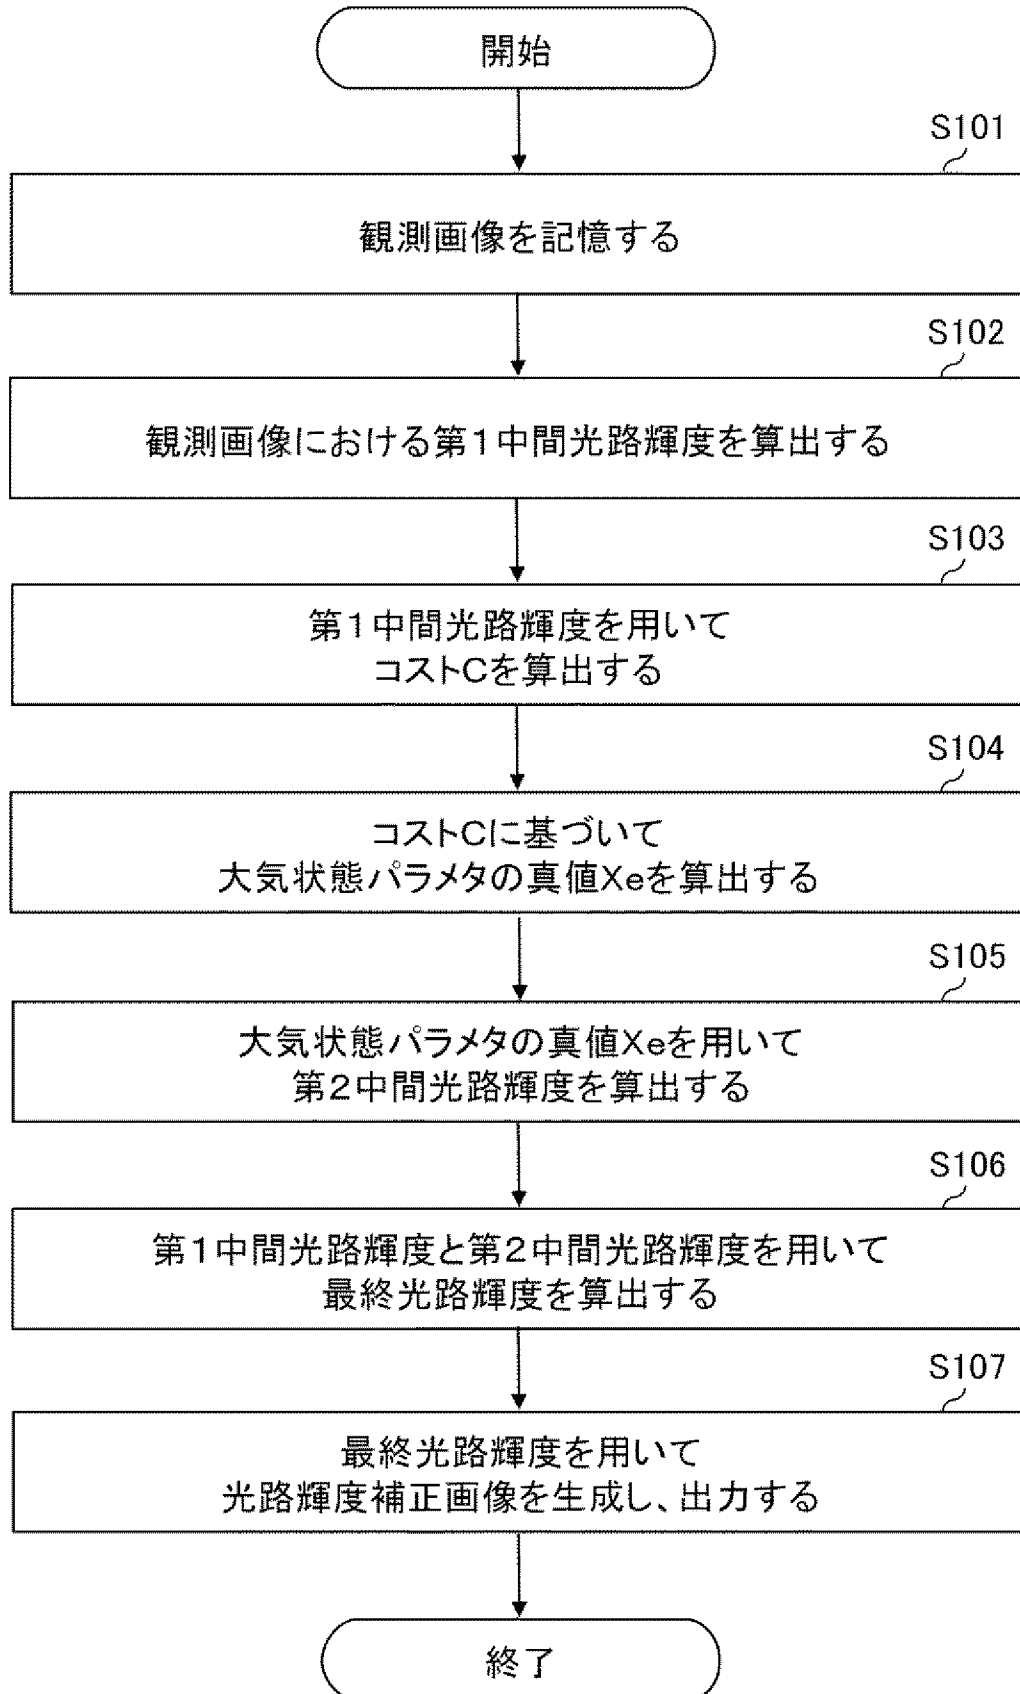 開始
S101
観測画像を記憶する
S102
観測画像における第1中間光路輝度を算出する
S103
第1中間光路輝度を用いて
コストCを算出する
S104
コストCに基づいて
大気状態パラメタの真値Xeを算出する
S105
大気状態パラメタの真値Xeを用いて
第2中間光路輝度を算出する
S106
第1中間光路輝度と第2中間光路輝度を用いて
最終光路輝度を算出する
S107
最終光路輝度を用いて
光路輝度補正画像を生成し、出力する
終了